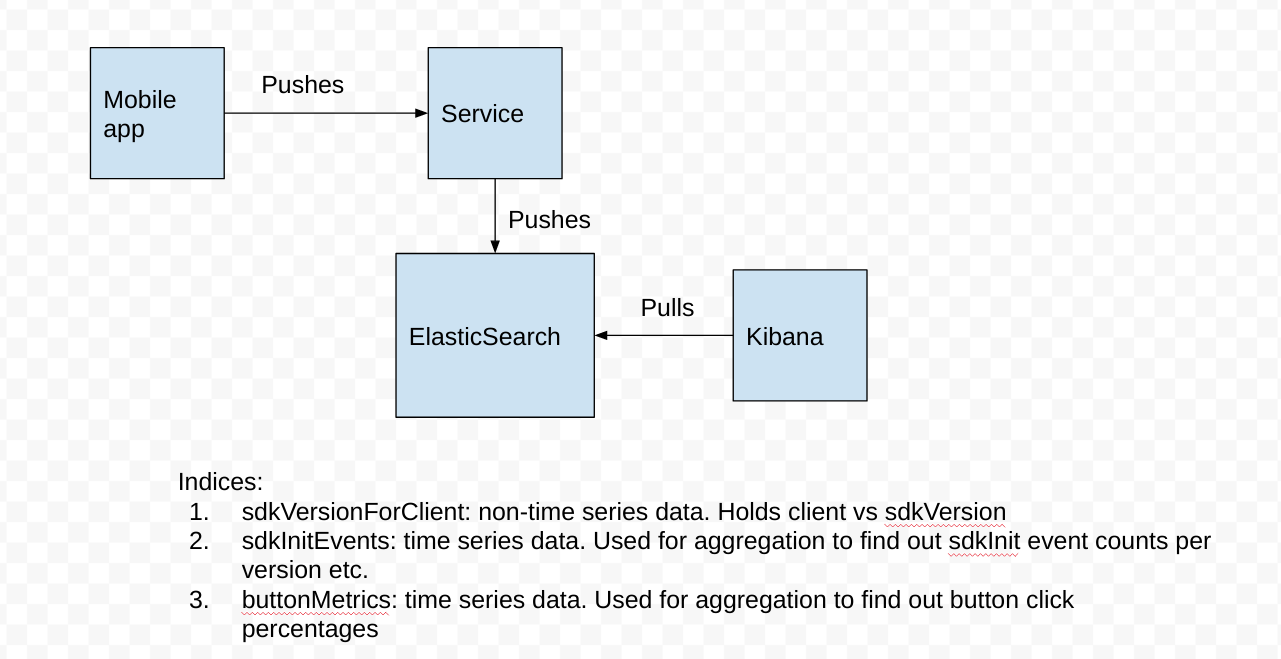 Mobile
app
Pushes
Service
Pushes
ElasticSearch
Pulls
Kibana
Indices:
1. sdkVersionForClient: non-time series data. Holds client vs sdkVersion
2. sdkInitEvents: time series data. Used for aggregation to find out sdkInit event counts per
version etc.
3. buttonMetrics: time series data. Used for aggregation to find out button click
percentages